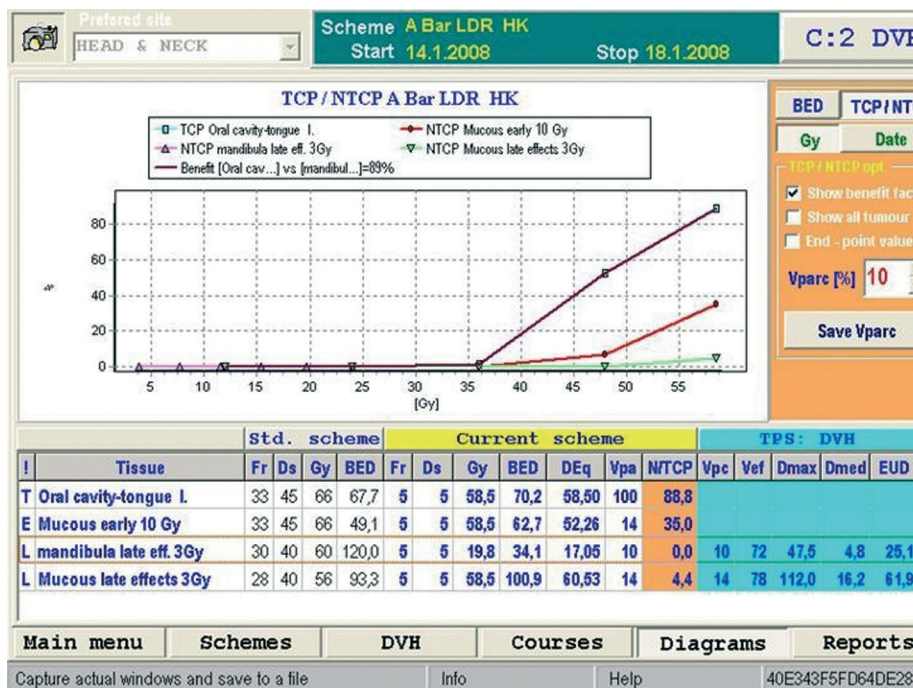 Prefered site
HEAD & NECK
Scheme A Bar LDR HK
Start 14.1.2008 Stop 18.1.2008
C:2 DVH
TCP / NTCP A Bar LDR HK
TCP Oral cavity-tongue I. NTCP Mucous early 10 Gy
NTCP mandibula late eff. 3Gy NTCP Mucous late effects 3Gy
Benefit [Oral cav...] vs [mandibul...]=89%
80
60
40
20
0
%
5 10 15 20 25 30 35 40 45 50 55
[Gy]
BED TCP/NT
Gy Date
TCP / NTCP opt.
Show benefit fac
Show all tumour
End - point value
Vparc [%] 10
Save Vparc
Std. scheme Current scheme TPS: DVH
! Tissue Fr Ds Gy BED Fr Ds Gy BED DEq Vpa N/TCP Vpc Vef Dmax Dmed EUD
T Oral cavity-tongue I. 33 45 66 67,7 5 5 58,5 70,2 58,50 100 88,8
E Mucous early 10 Gy 33 45 66 49,1 5 5 58,5 62,7 52,26 14 35,0
L mandibula late eff. 3Gy 30 40 60 120,0 5 5 19,8 34,1 17,05 10 0,0 10 72 47,5 4,8 25,1
L Mucous late effects 3Gy 28 40 56 93,3 5 5 58,5 100,9 60,53 14 4,4 14 78 112,0 16,2 61,9
Main menu Schemes DVH Courses Diagrams Reports
Capture actual windows and save to a file Info Help 40E343F5FD64DE28